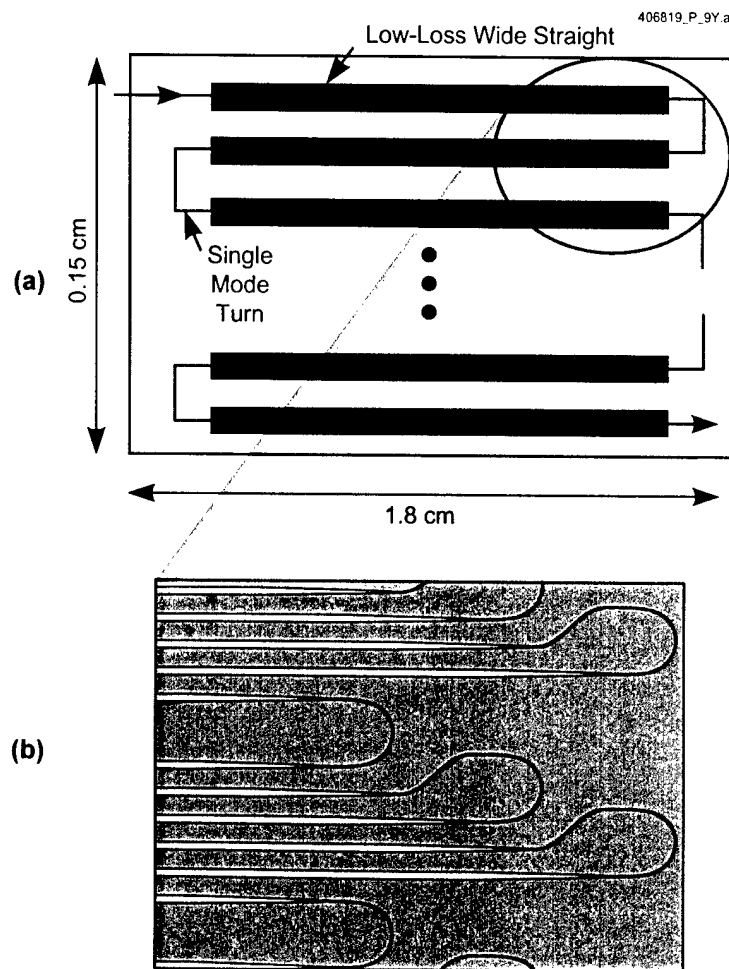 406819_P_9Y.a
Low-Loss Wide Straight
0.15 cm
(a)
Single
Mode
Turn
1.8 cm
(b)